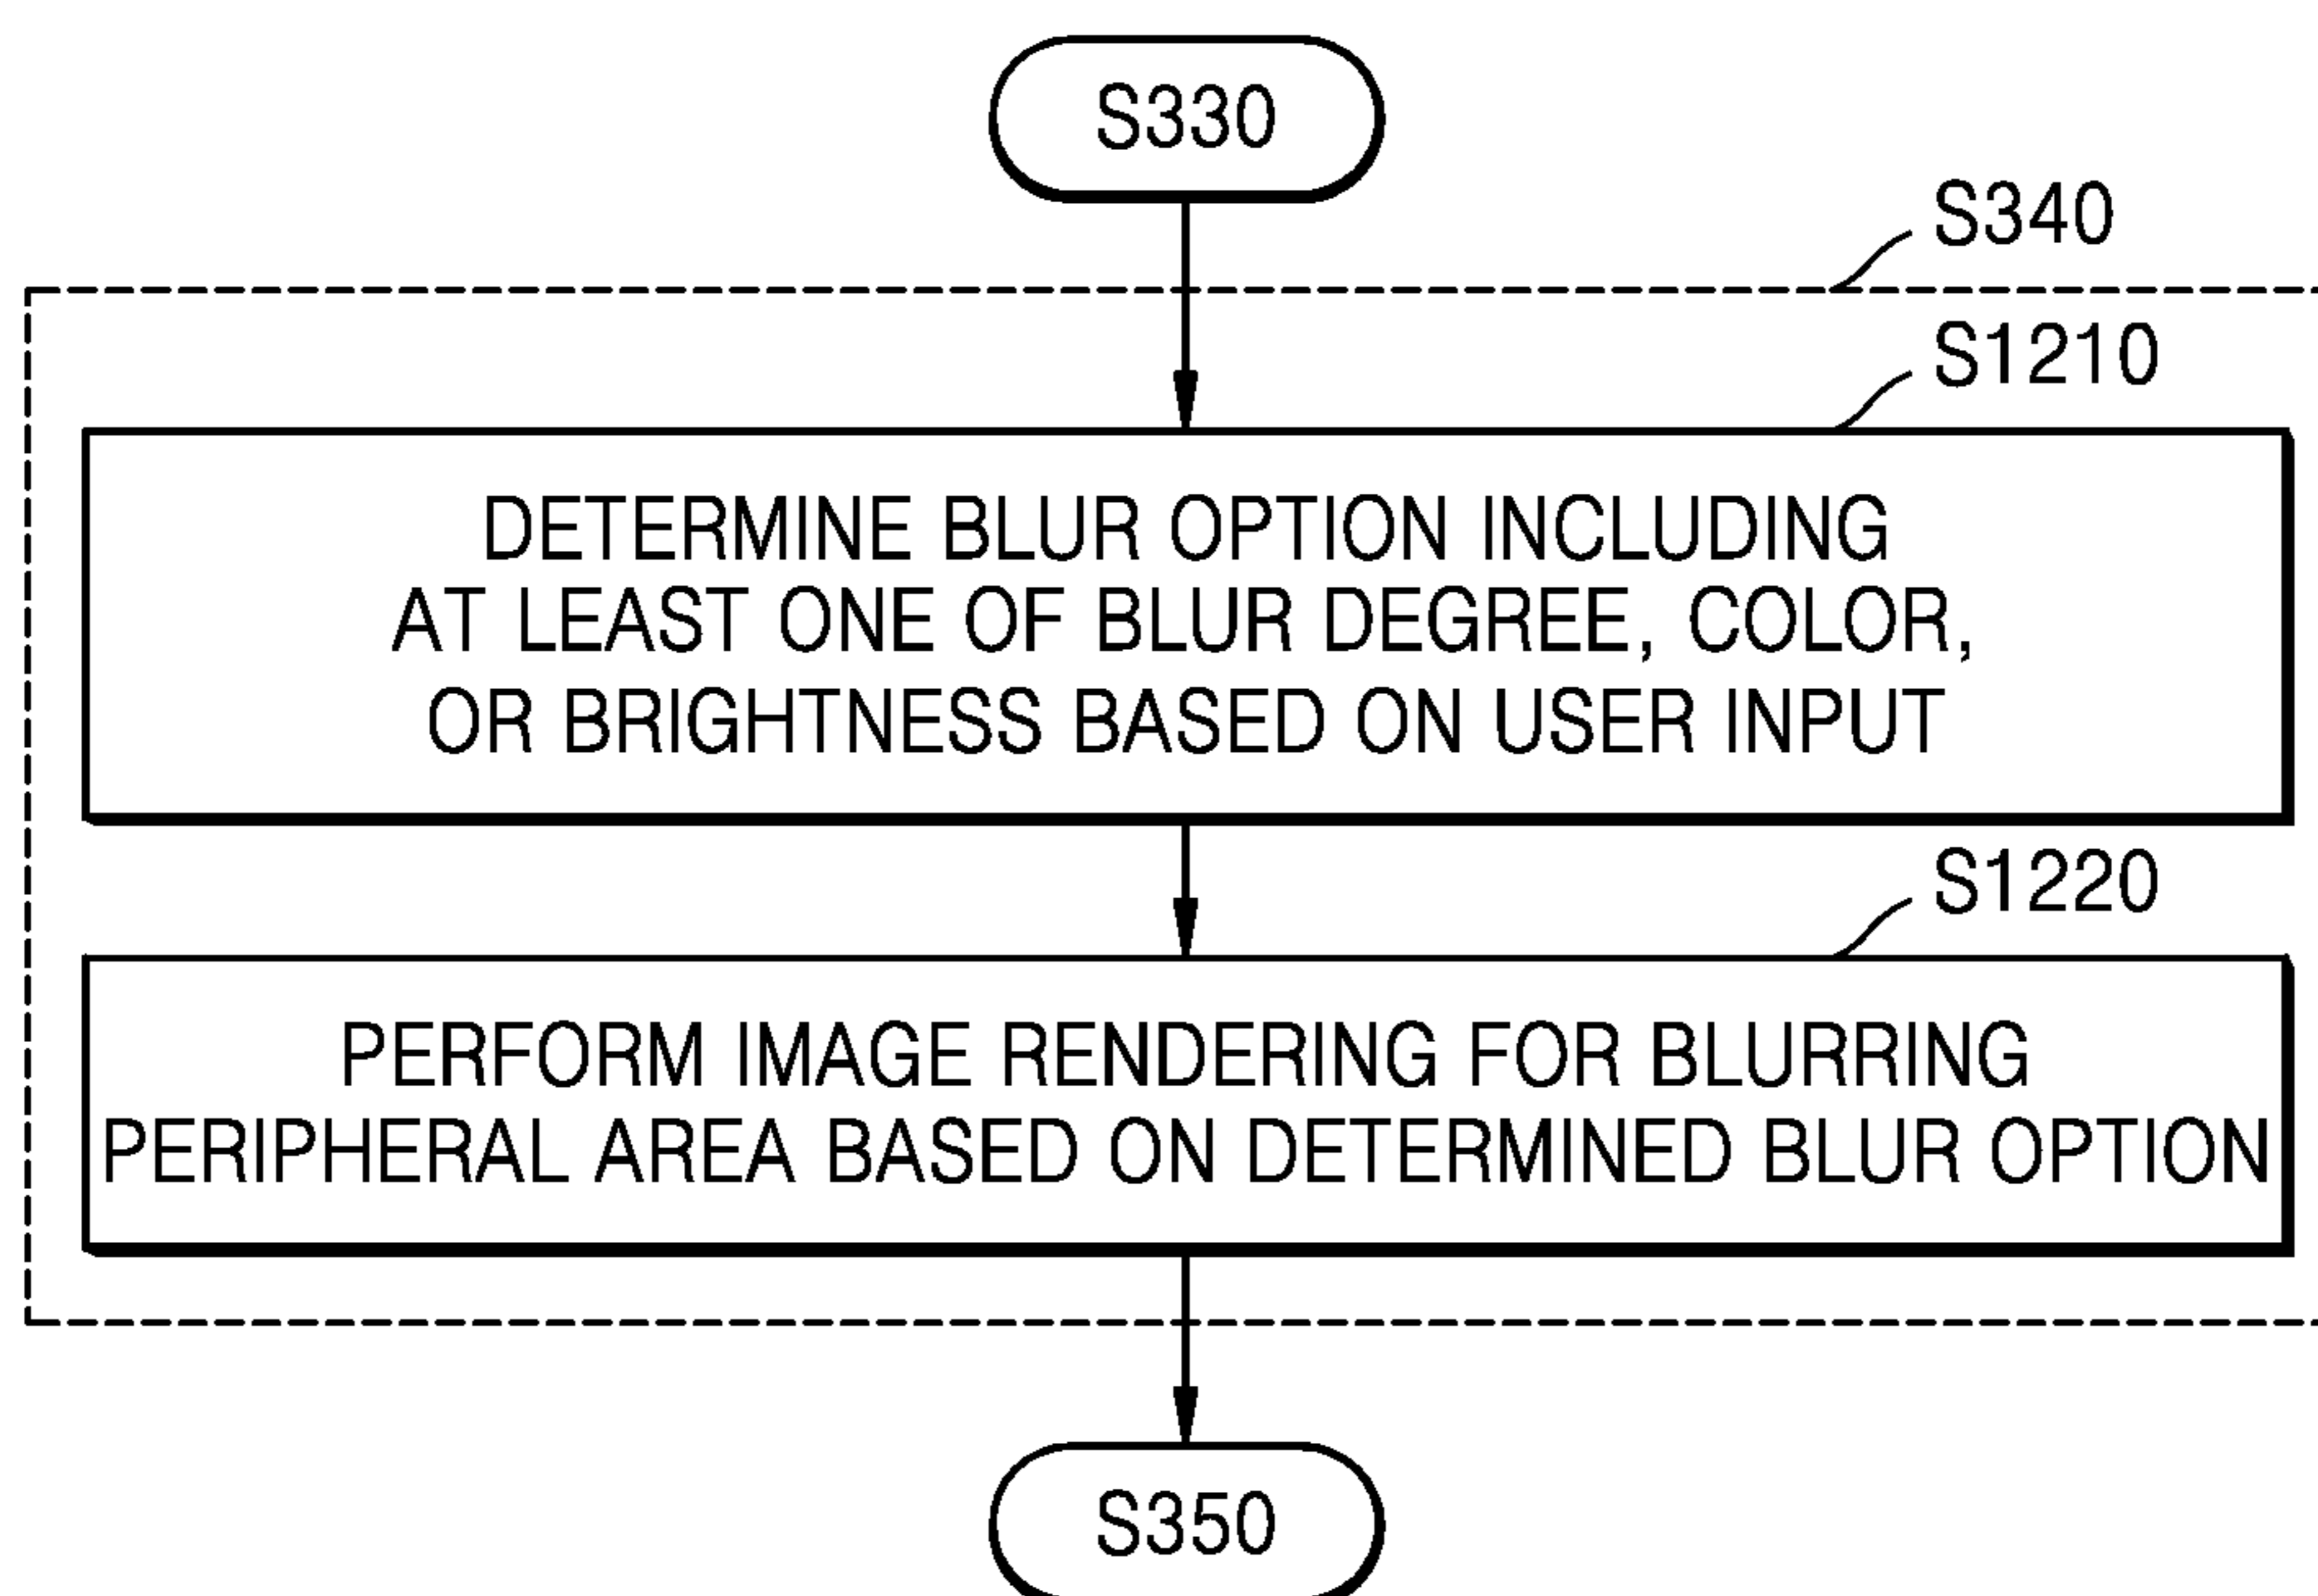 S330
S340
S1210
DETERMINE BLUR OPTION INCLUDING
AT LEAST ONE OF BLUR DEGREE, COLOR,
OR BRIGHTNESS BASED ON USER INPUT
S1220
PERFORM IMAGE RENDERING FOR BLURRING
PERIPHERAL AREA BASED ON DETERMINED BLUR OPTION
S350